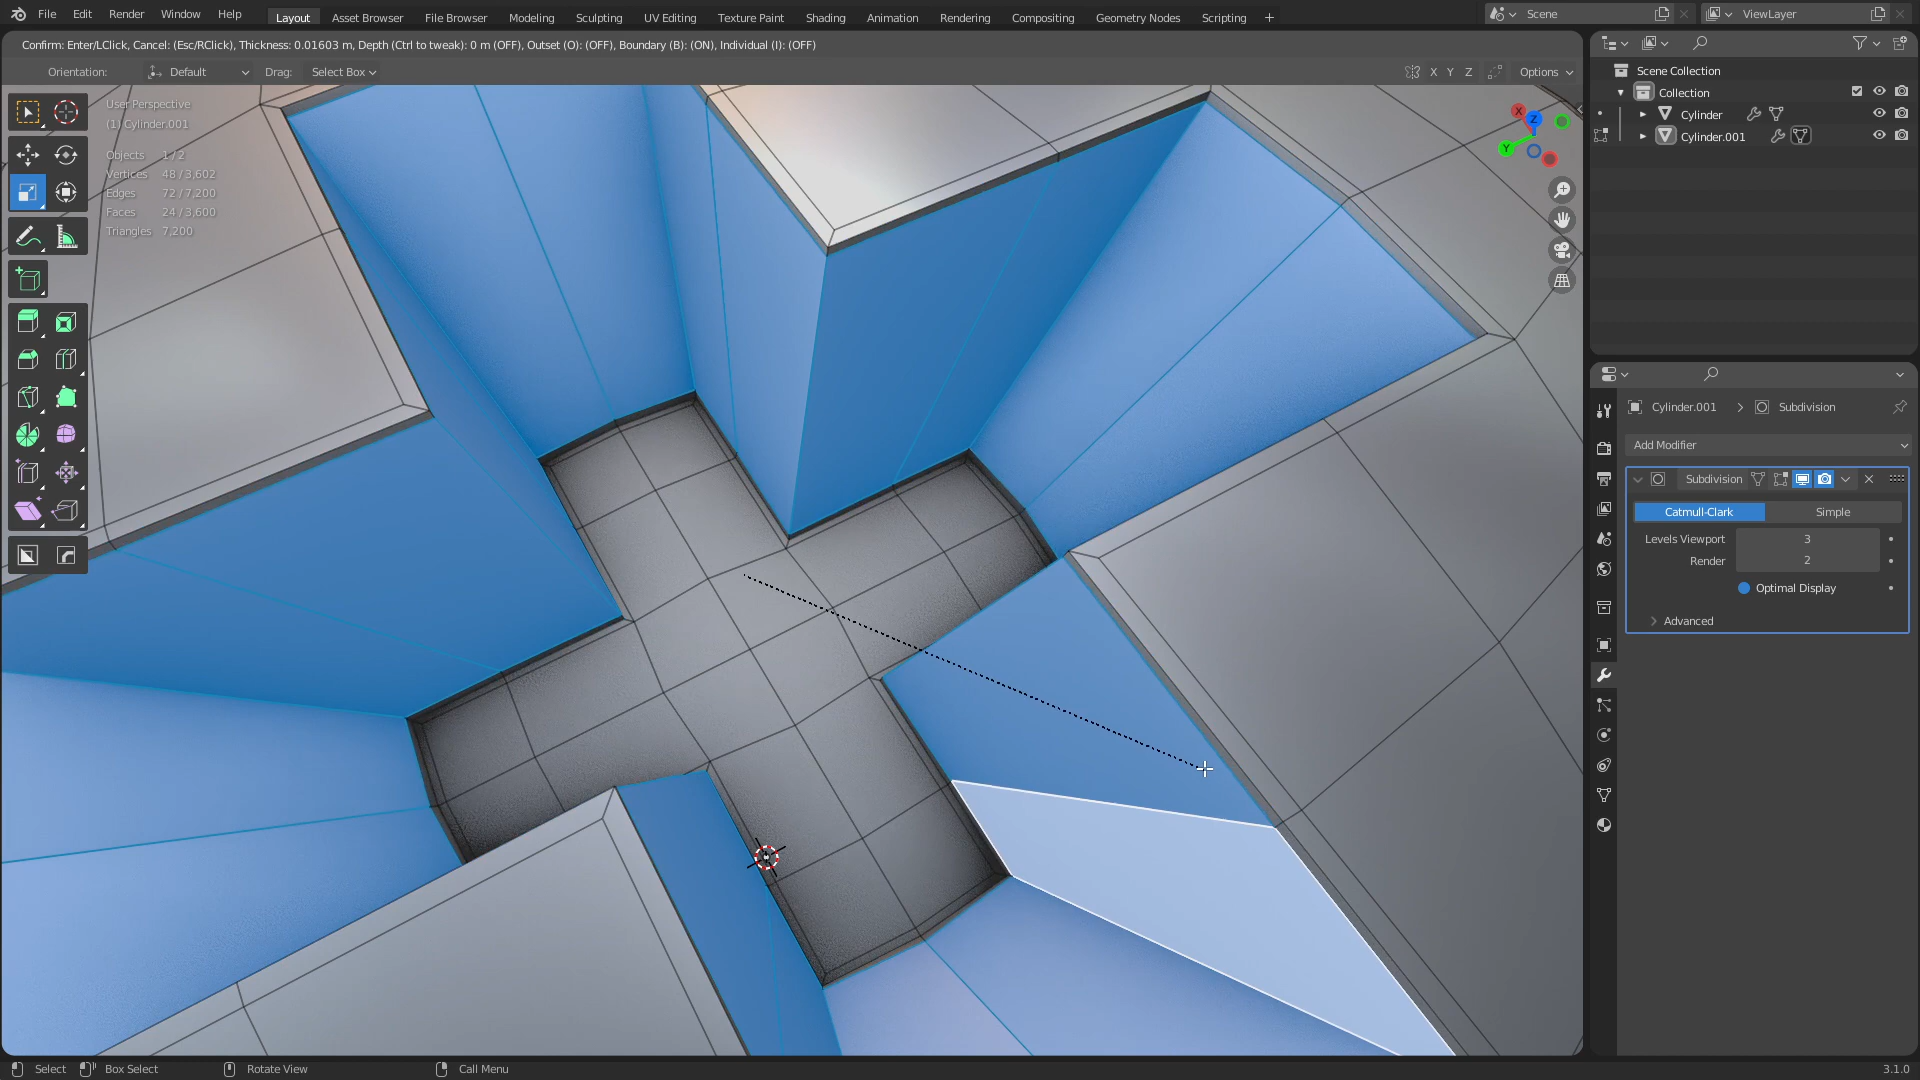 File Edit Render Window Help Layout Asset Browser File Browser Modeling Sculpting UV Editing Texture Paint Shading Animation Rendering Compositing Geometry Nodes Scripting + Scene ViewLayer
Confirm: Enter/LClick, Cancel: (Esc/RClick), Thickness: 0.01603 m, Depth (Ctrl to tweak): 0 m (OFF), Outset (O): (OFF), Boundary (B): (ON), Individual (I): (OFF)
Orientation: Default Drag: Select Box X Y Z Options
User Perspective
(1) Cylinder.001
Objects 1/2
Vertices 48/3,602
Edges 72/7,200
Faces 24/3,600
Triangles 7,200
X
Z
Y
Scene Collection
Collection
Cylinder
Cylinder.001
Cylinder.001 > Subdivision
Add Modifier
Subdivision
Catmull-Clark Simple
Levels Viewport 3
Render 2
Optimal Display
Advanced
Select Box Select Rotate View Call Menu 3.1.0